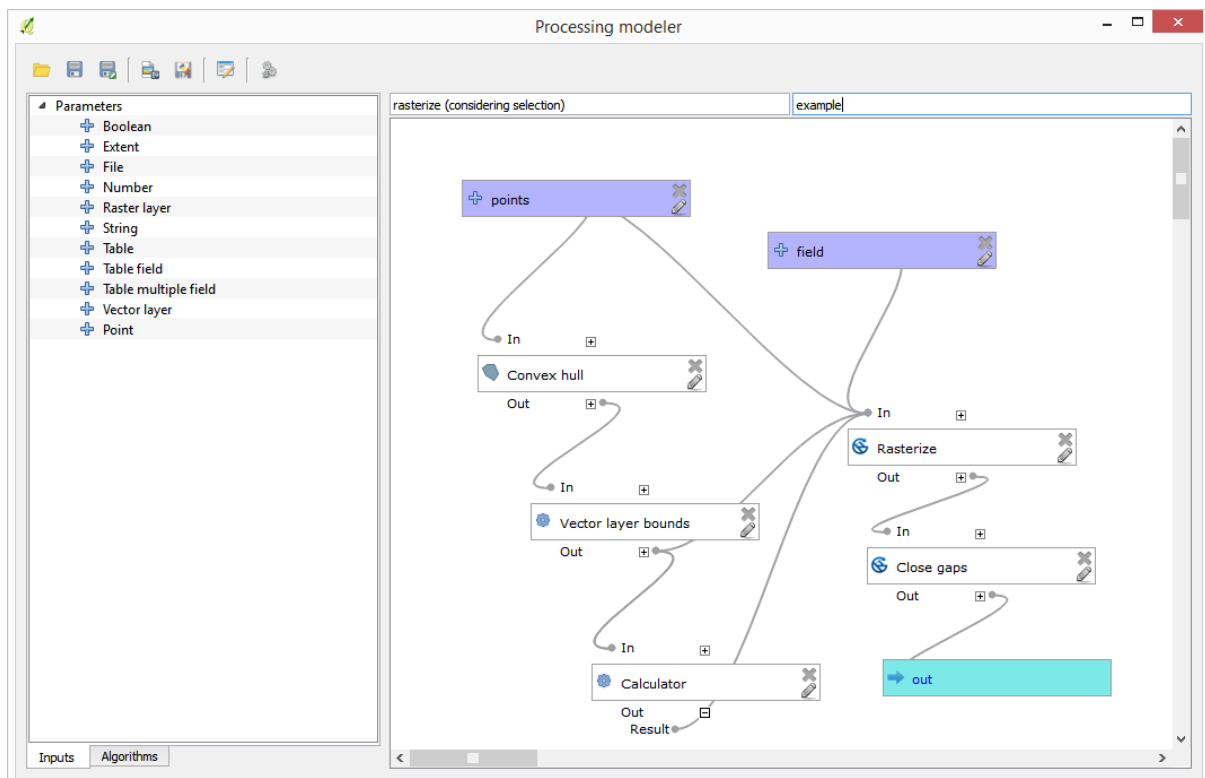 Processing modeler
Parameters
Boolean
Extent
File
Number
Raster layer
String
Table
Table field
Table multiple field
Vector layer
Point
Inputs
Algorithms
rasterize (considering selection)
example
points
field
In
Convex hull
Out
In
Vector layer bounds
Out
In
Calculator
Out
Result
In
Rasterize
Out
In
Close gaps
Out
out